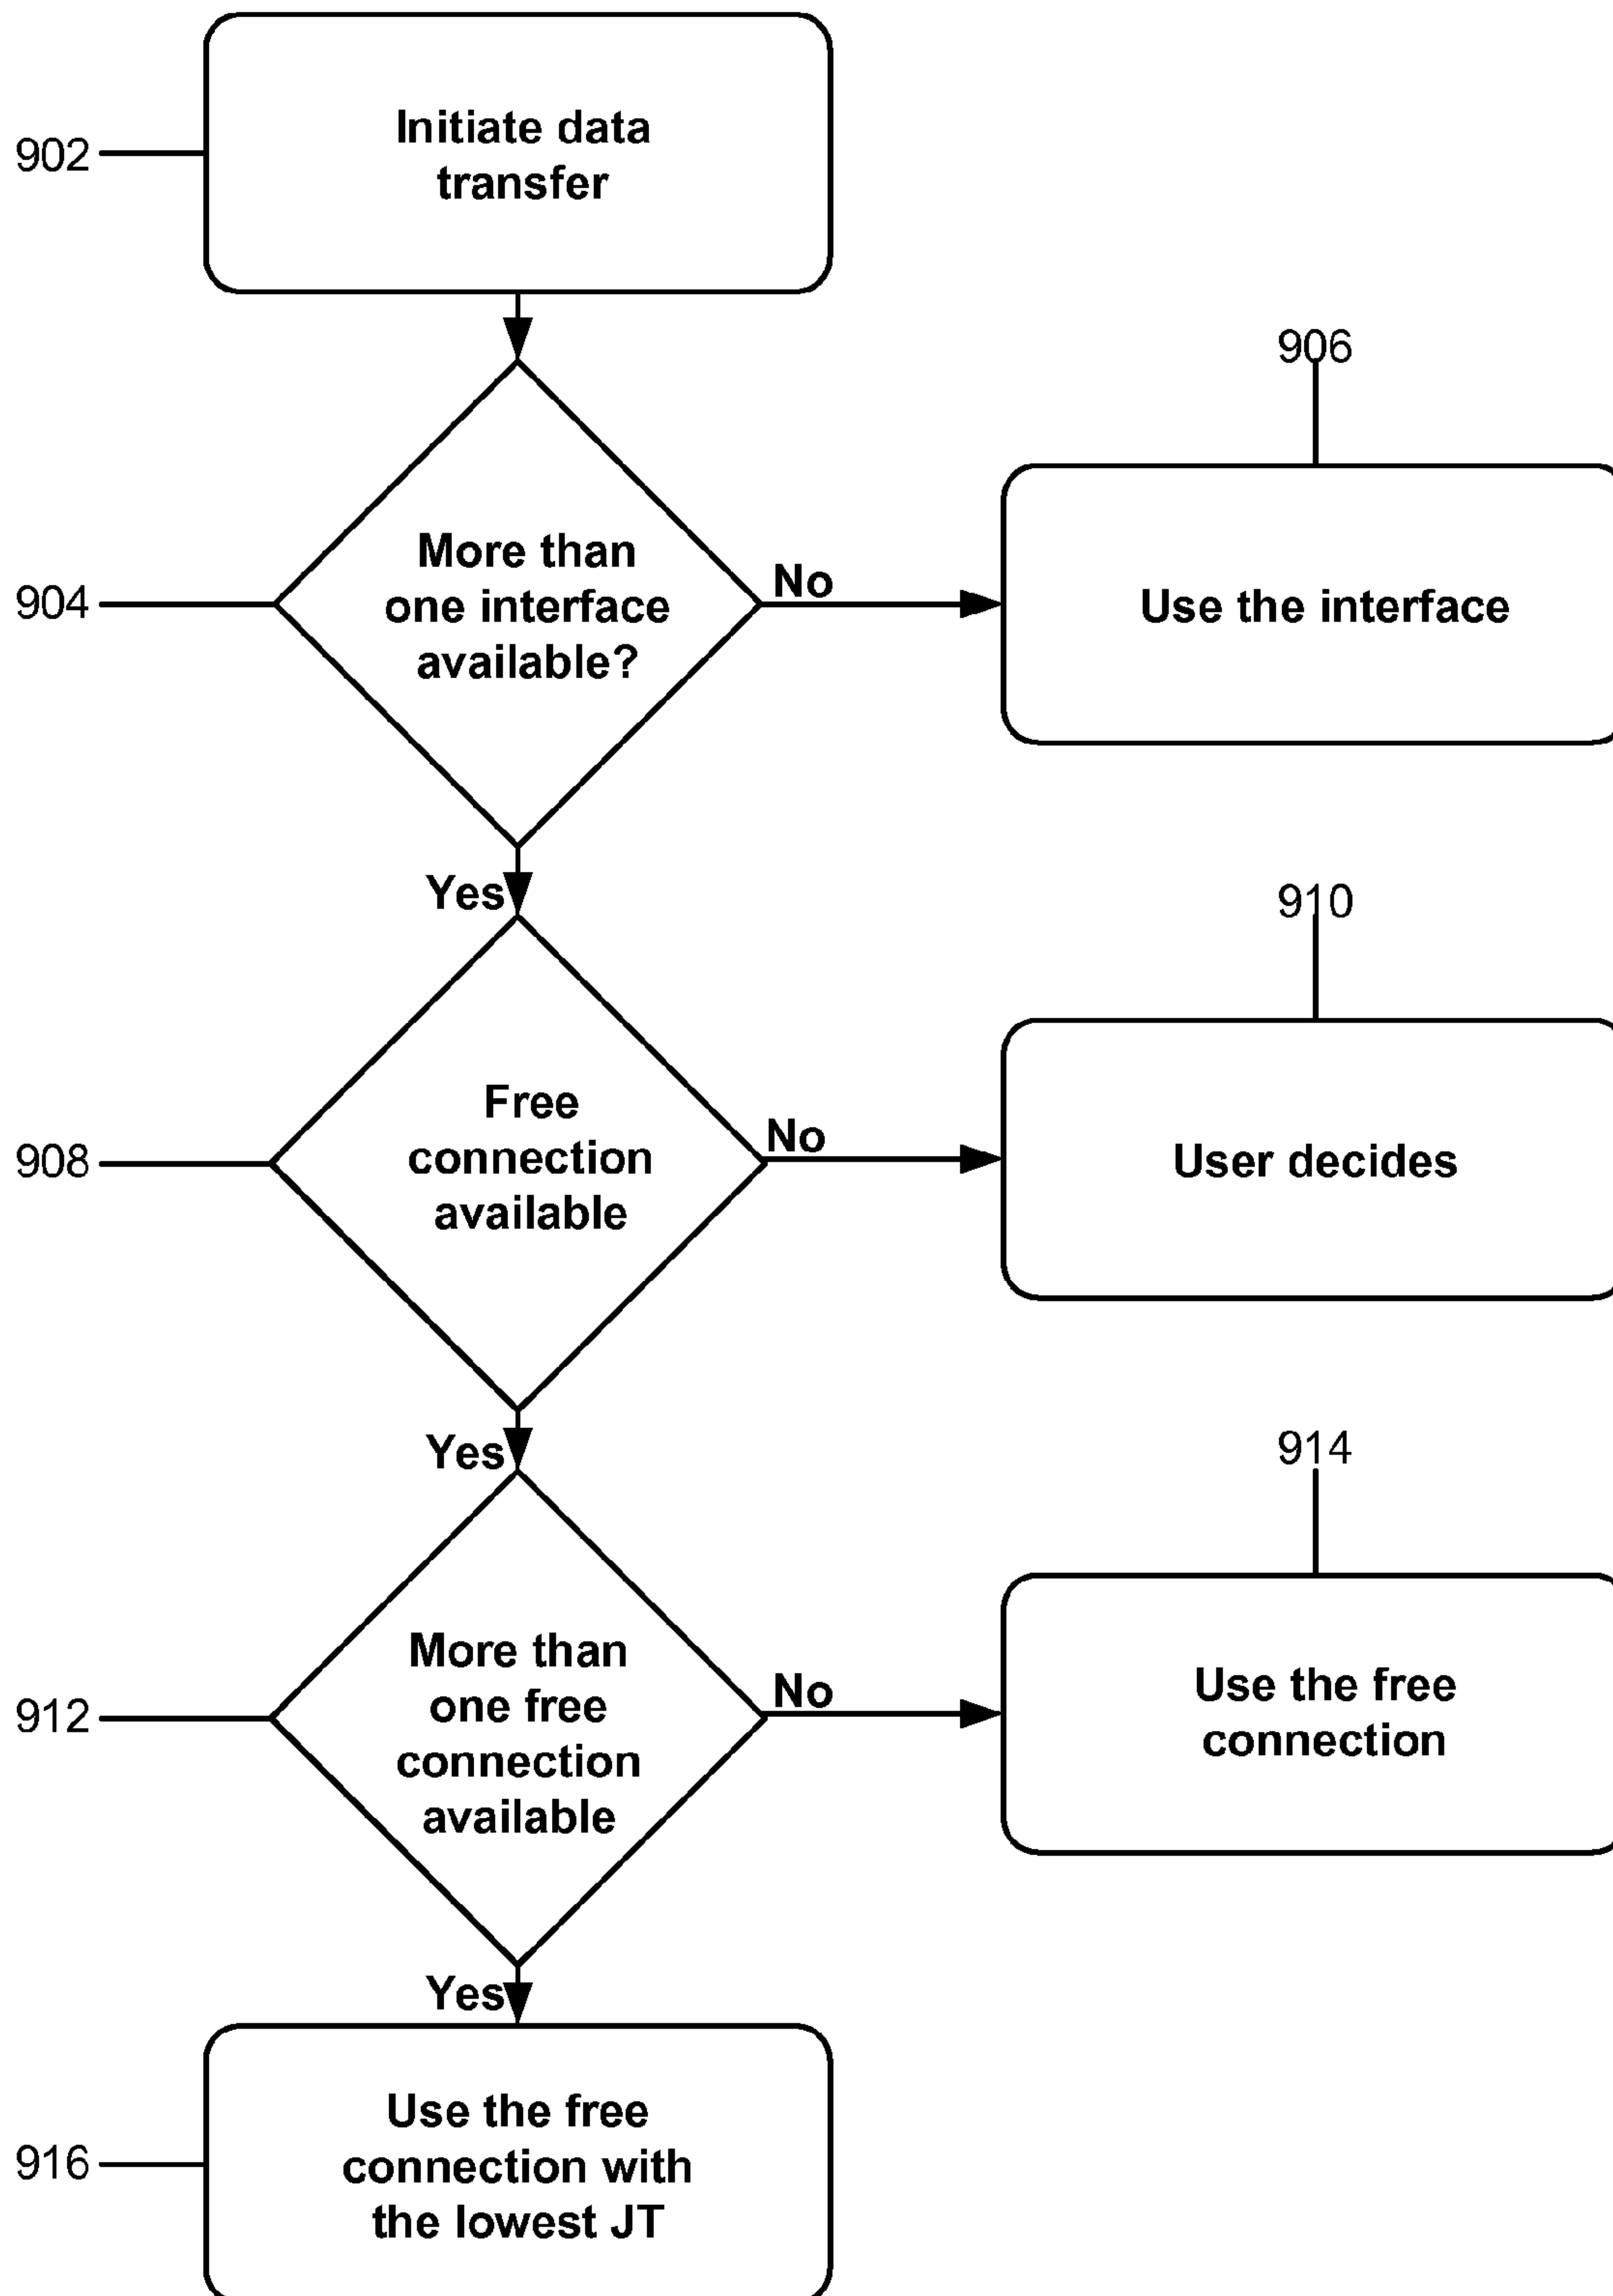 Initiate data
transfer
902
906
More than
one interface
available?
904
No
Use the interface
Yes
910
Free
connection
available
908
No
User decides
Yes
914
More than
one free
connection
available
912
No
Use the free
connection
Yes
Use the free
connection with
the lowest JT
916